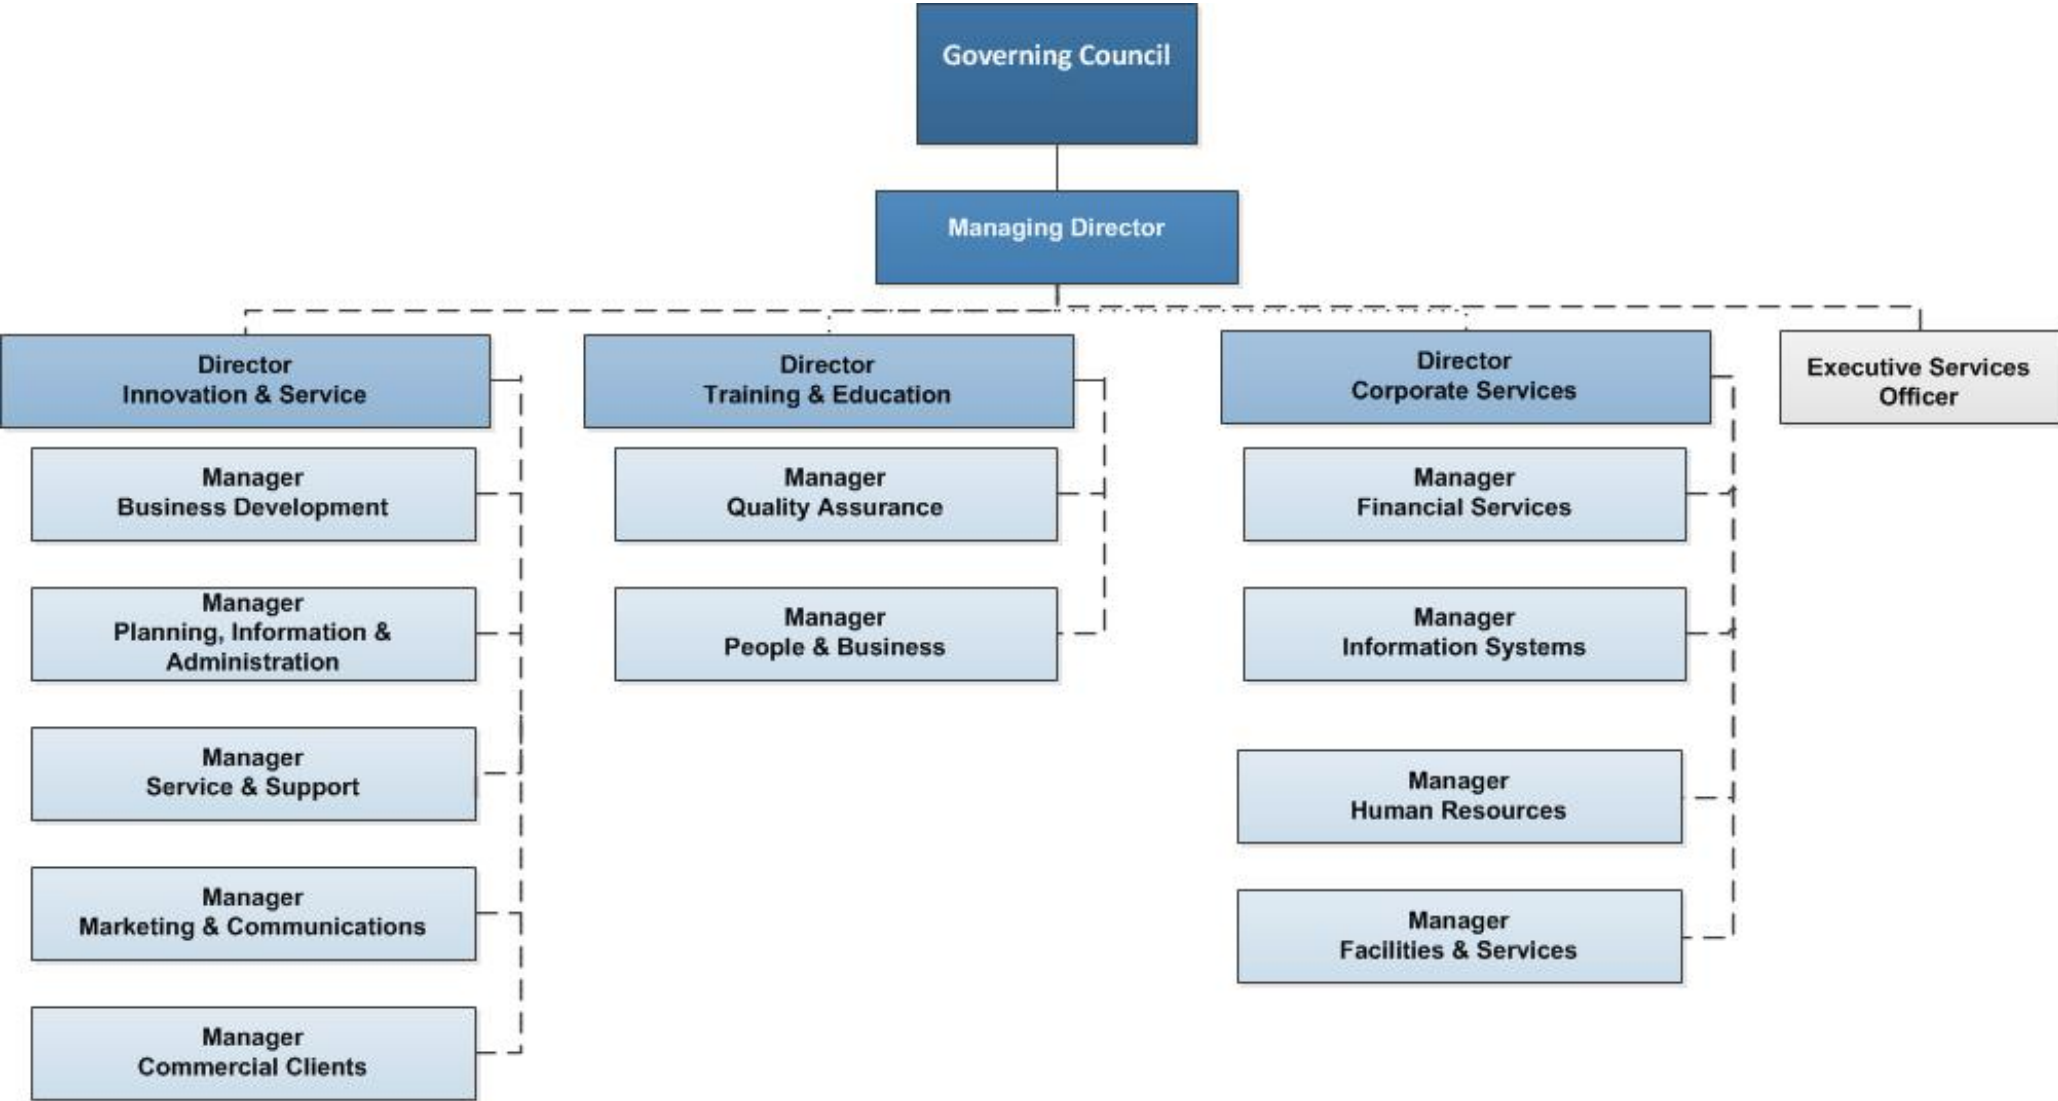 Governing Council
Managing Director
Director
Innovation & Service
Director
Training & Education
Director
Corporate Services
Executive Services
Officer
Manager
Business Development
Manager
Planning, Information &
Administration
Manager
Service & Support
Manager
Marketing & Communications
Manager
Commercial Clients
Manager
Quality Assurance
Manager
People & Business
Manager
Financial Services
Manager
Information Systems
Manager
Human Resources
Manager
Facilities & Services